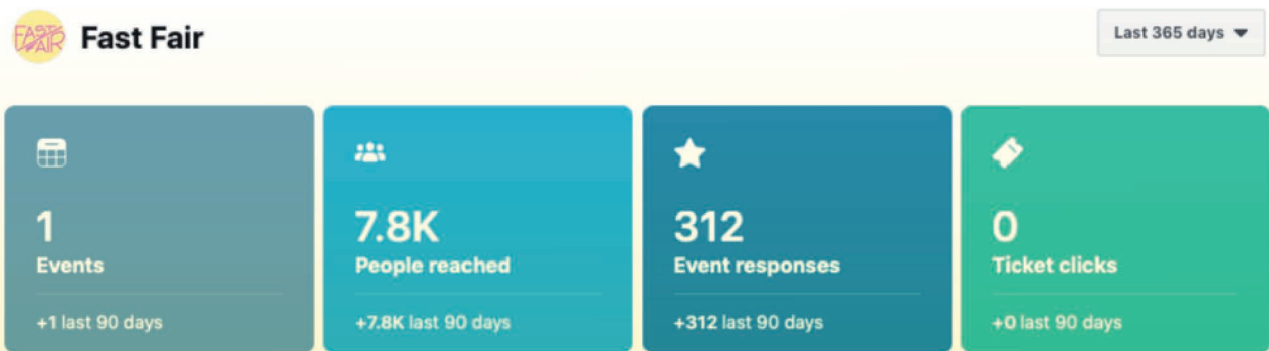 FAST
FAIR
Fast Fair
Last 365 days
1
Events
+1 last 90 days
7.8K
People reached
+7.8K last 90 days
312
Event responses
+312 last 90 days
0
Ticket clicks
+0 last 90 days